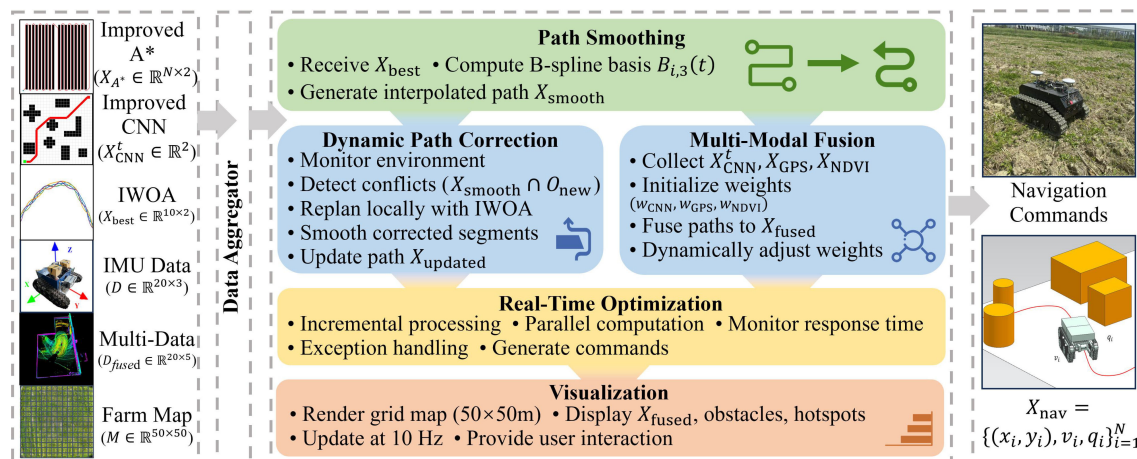 Improved
A*
(X_{A*} ∈ ℝ^{N×2})
Improved
CNN
(X^t_{CNN} ∈ ℝ^2)
IWOA
(X_{best} ∈ ℝ^{10×2})
z
x
y
IMU Data
(D ∈ ℝ^{20×3})
Multi-Data
(D_{fused} ∈ ℝ^{20×5})
Farm Map
(M ∈ ℝ^{50×50})
Data Aggregator
Path Smoothing
• Receive X_{best} • Compute B-spline basis B_{i,3}(t)
• Generate interpolated path X_{smooth}
Dynamic Path Correction
• Monitor environment
• Detect conflicts (X_{smooth} ∩ O_{new})
• Replan locally with IWOA
• Smooth corrected segments
• Update path X_{updated}
Multi-Modal Fusion
• Collect X^t_{CNN}, X_{GPS}, X_{NDVI}
• Initialize weights
(w_{CNN}, w_{GPS}, w_{NDVI})
• Fuse paths to X_{fused}
• Dynamically adjust weights
Real-Time Optimization
• Incremental processing • Parallel computation • Monitor response time
• Exception handling • Generate commands
Visualization
• Render grid map (50×50m) • Display X_{fused}, obstacles, hotspots
• Update at 10 Hz • Provide user interaction
Navigation
Commands
q_i
v_i
X_{nav} =
{(x_i, y_i), v_i, q_i}^N_{i=1}